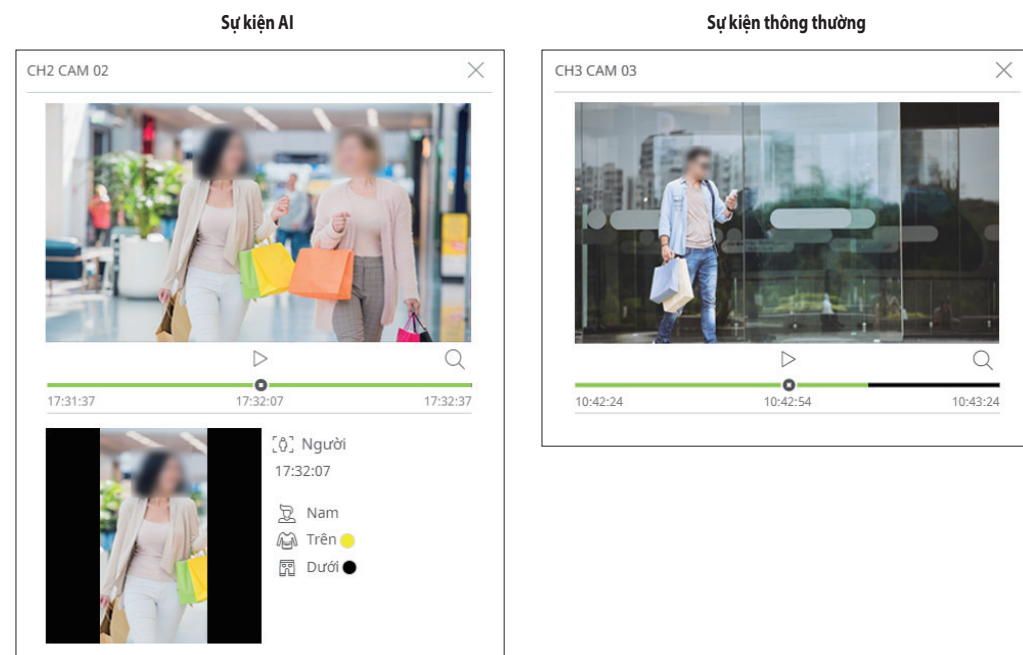 Sự kiện AI
CH2 CAM 02
17:31:37 17:32:07 17:32:37
Người
17:32:07
Nam
Trên
Dưới
Sự kiện thông thường
CH3 CAM 03
10:42:24 10:42:54 10:43:24